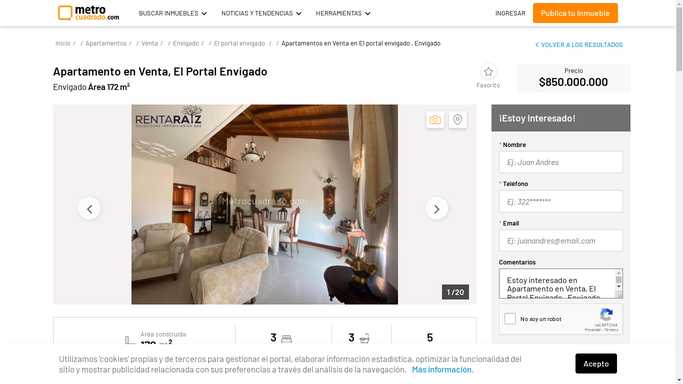 metro
cuadrado.com
BUSCAR INMUEBLES
NOTICIAS Y TENDENCIAS
HERRAMIENTAS
INGRESAR
Publica tu Inmueble
Inicio / / Apartamentos / / Venta / / Envigado / / El portal envigado / / Apartamentos en Venta en El portal envigado , Envigado
VOLVER A LOS RESULTADOS
Apartamento en Venta, El Portal Envigado
Envigado Área 172 m²
Favorito
Precio
$850.000.000
RENTARAÍZ
Metrocuadrado.com
1 / 20
¡Estoy Interesado!
* Nombre
Ej: Juan Andres
* Teléfono
Ej: 322*******
* Email
Ej: juanandres@email.com
Comentarios
Estoy interesado en
Apartamento en Venta, El
Portal Envigado , Envigado
No soy un robot
reCAPTCHA
Privacidad - Términos
Área construida
172 m²
3
3
5
Utilizamos 'cookies' propias y de terceros para gestionar el portal, elaborar información estadística, optimizar la funcionalidad del
sitio y mostrar publicidad relacionada con sus preferencias a través del análisis de la navegación. Más información.
Acepto